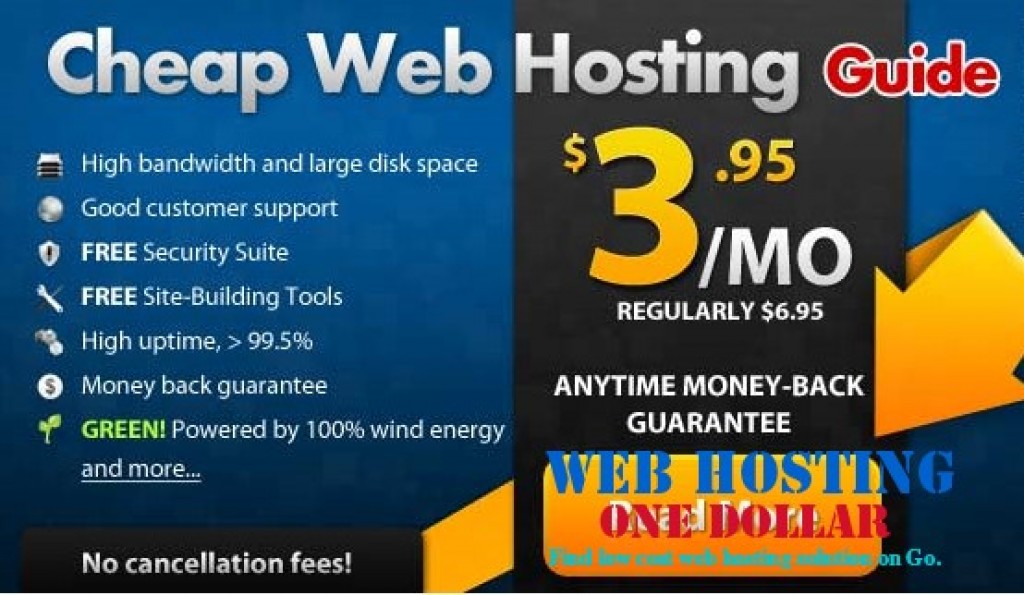 Cheap Web Hosting Guide
High bandwidth and large disk space
Good customer support
FREE Security Suite
FREE Site-Building Tools
High uptime, > 99.5%
Money back guarantee
GREEN! Powered by 100% wind energy
and more...
No cancellation fees!
$3.95
/MO
REGULARLY $6.95
ANYTIME MONEY-BACK
GUARANTEE
Read More
WEB HOSTING
ONE DOLLAR
Find low cost web hosting solution on Go.